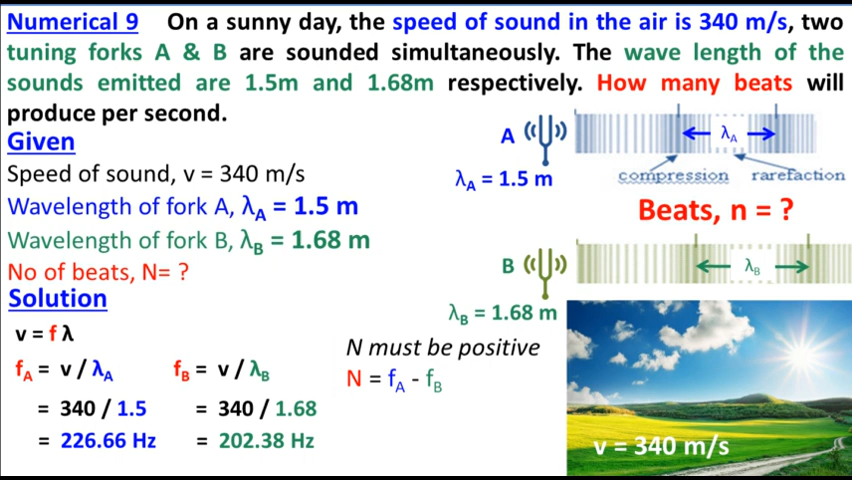 Numerical 9 On a sunny day, the speed of sound in the air is 340 m/s, two
tuning forks A & B are sounded simultaneously. The wave length of the
sounds emitted are 1.5m and 1.68m respectively. How many beats will
produce per second.
Given
Speed of sound, v = 340 m/s
Wavelength of fork A, λA = 1.5 m
Wavelength of fork B, λB = 1.68 m
No of beats, N= ?
Solution
v = f λ
fA = v / λA
= 340 / 1.5
= 226.66 Hz
fB = v / λB
= 340 / 1.68
= 202.38 Hz
N must be positive
N = fA - fB
A
λA
λA = 1.5 m
compression rarefaction
Beats, n = ?
B
λB
λB = 1.68 m
v = 340 m/s